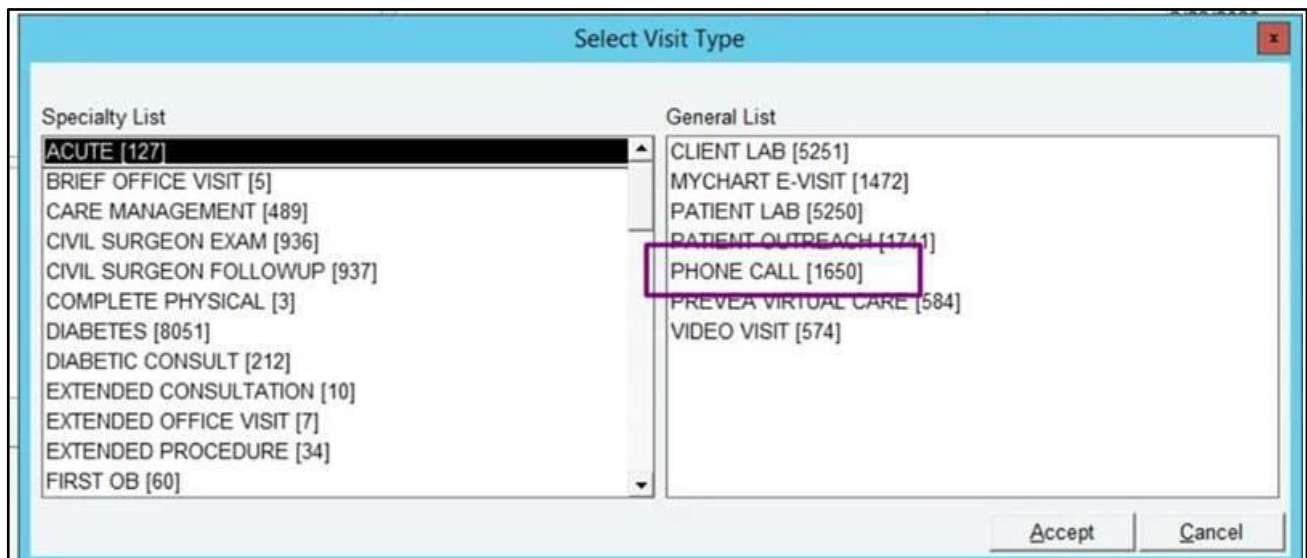 Select Visit Type
x
Specialty List
ACUTE [127]
BRIEF OFFICE VISIT [5]
CARE MANAGEMENT [489]
CIVIL SURGEON EXAM [936]
CIVIL SURGEON FOLLOWUP [937]
COMPLETE PHYSICAL [3]
DIABETES [8051]
DIABETIC CONSULT [212]
EXTENDED CONSULTATION [10]
EXTENDED OFFICE VISIT [7]
EXTENDED PROCEDURE [34]
FIRST OB [60]
General List
CLIENT LAB [5251]
MYCHART E-VISIT [1472]
PATIENT LAB [5250]
PATIENT OUTREACH [1741]
PHONE CALL [1650]
PREVEA VIRTUAL CARE [584]
VIDEO VISIT [574]
Accept
Cancel